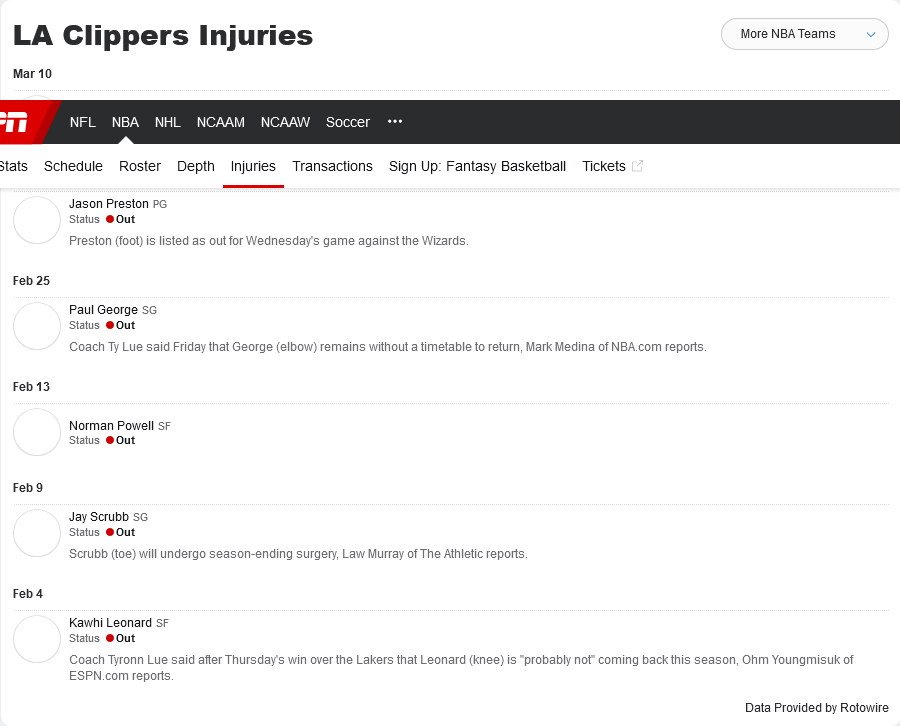 LA Clippers Injuries
More NBA Teams
Mar 10
NFL NBA NHL NCAAM NCAAW Soccer •••
Stats Schedule Roster Depth Injuries Transactions Sign Up: Fantasy Basketball Tickets
Jason Preston PG
Status Out
Preston (foot) is listed as out for Wednesday's game against the Wizards.
Feb 25
Paul George SG
Status Out
Coach Ty Lue said Friday that George (elbow) remains without a timetable to return, Mark Medina of NBA.com reports.
Feb 13
Norman Powell SF
Status Out
Feb 9
Jay Scrubb SG
Status Out
Scrubb (toe) will undergo season-ending surgery, Law Murray of The Athletic reports.
Feb 4
Kawhi Leonard SF
Status Out
Coach Tyronn Lue said after Thursday's win over the Lakers that Leonard (knee) is "probably not" coming back this season, Ohm Youngmisuk of
ESPN.com reports.
Data Provided by Rotowire